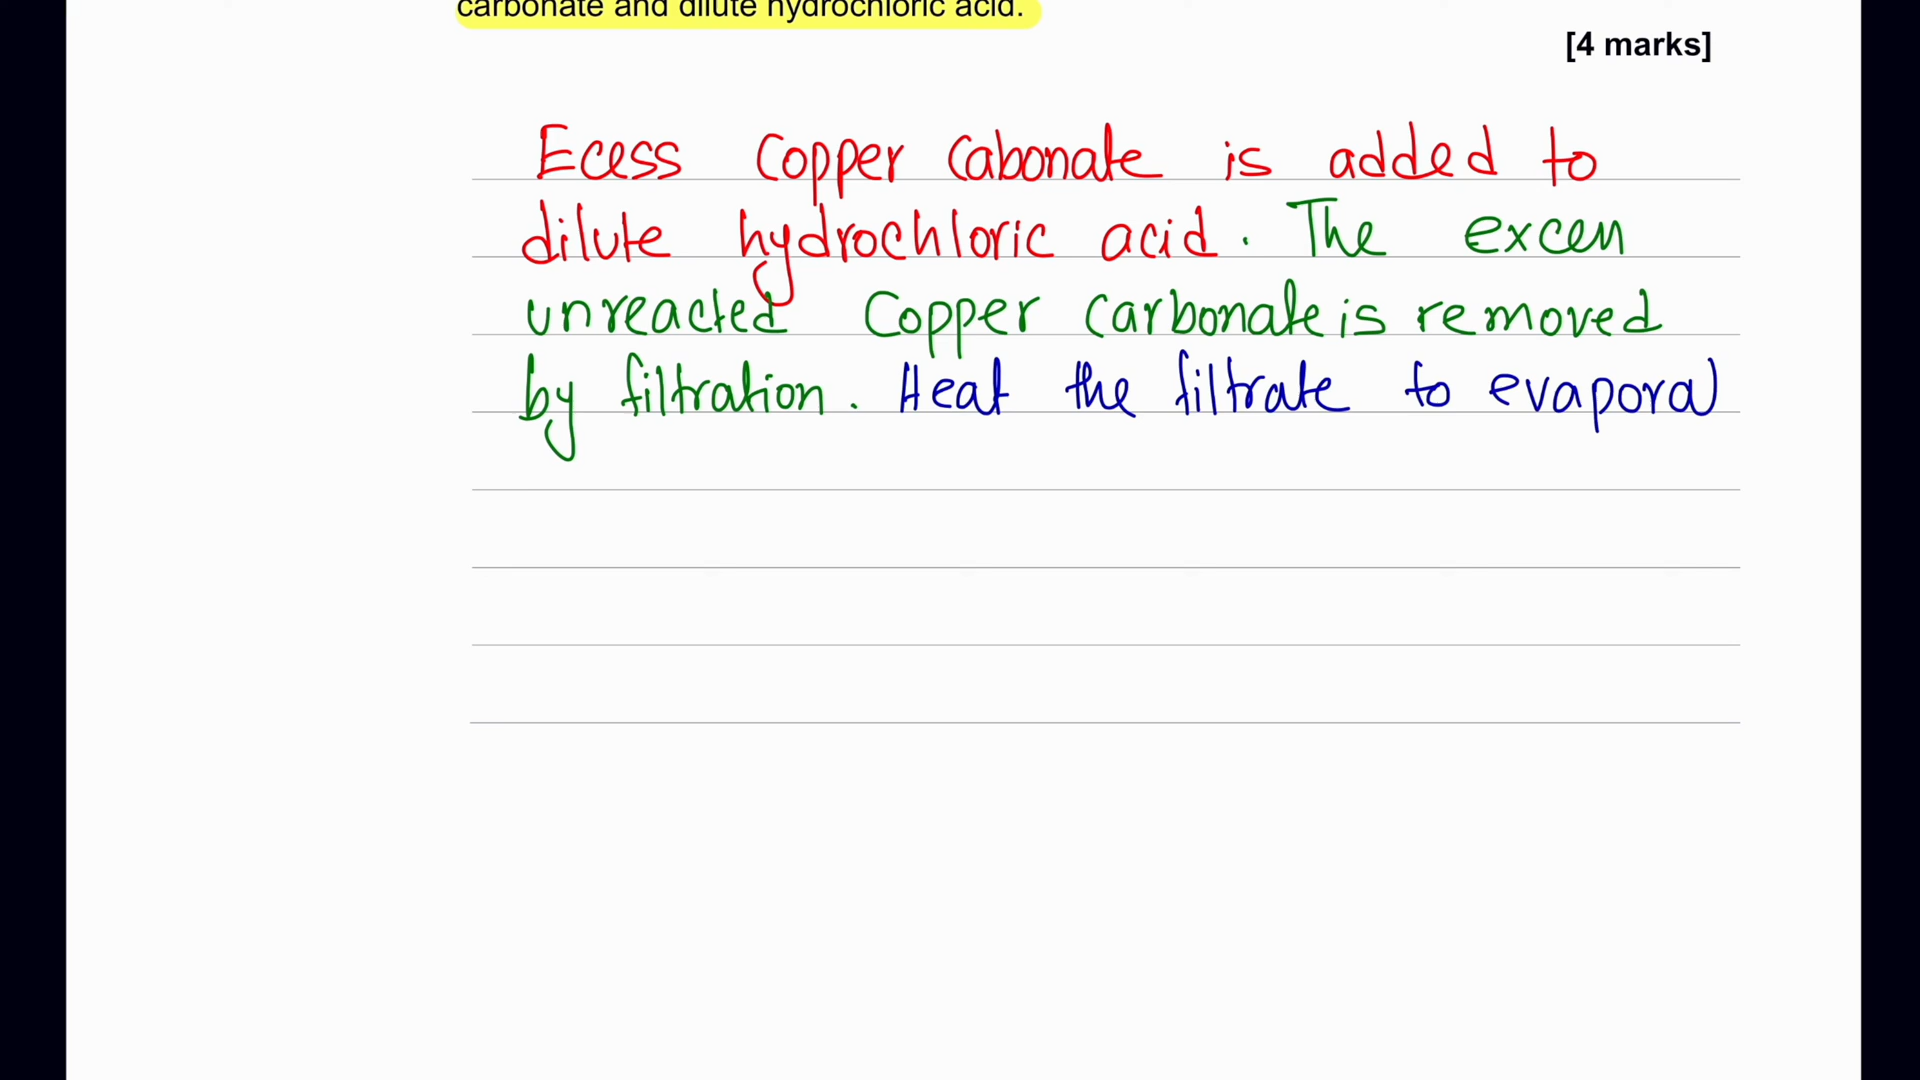 carbonate and dilute hydrochloric acid.
[4 marks]
Ecess Copper Cabonate is added to
dilute hydrochloric acid. The excess
unreacted Copper carbonate is removed
by filtration. Heat the filtrate to evaporal